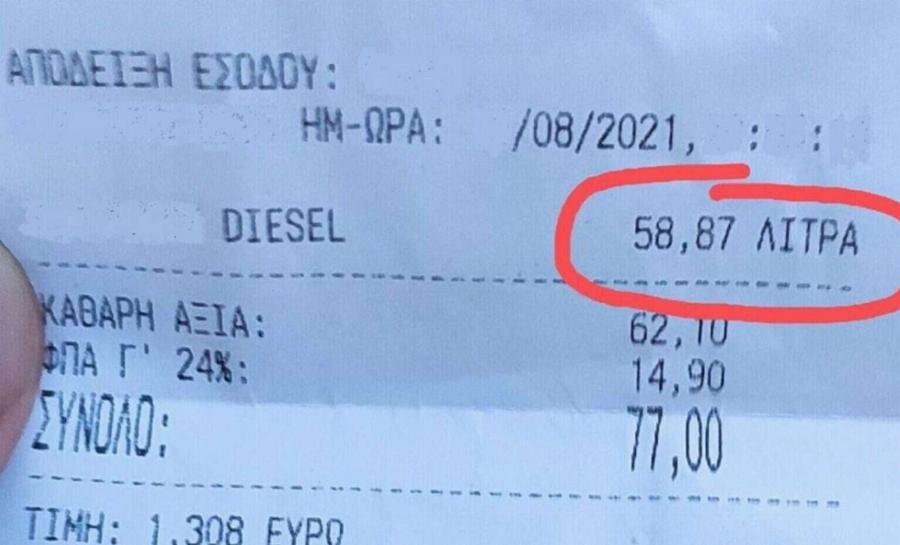 ΑΠΟΔΕΙΞΗ ΕΣΟΔΟΥ:
ΗΜ-ΩΡΑ: /08/2021, : :
DIESEL 58,87 ΛΙΤΡΑ
ΚΑΘΑΡΗ ΑΞΙΑ: 62,10
ΦΠΑ Γ' 24%: 14,90
ΣΥΝΟΛΟ: 77,00
ΤΙΜΗ: 1,308 ΕΥΡΟ